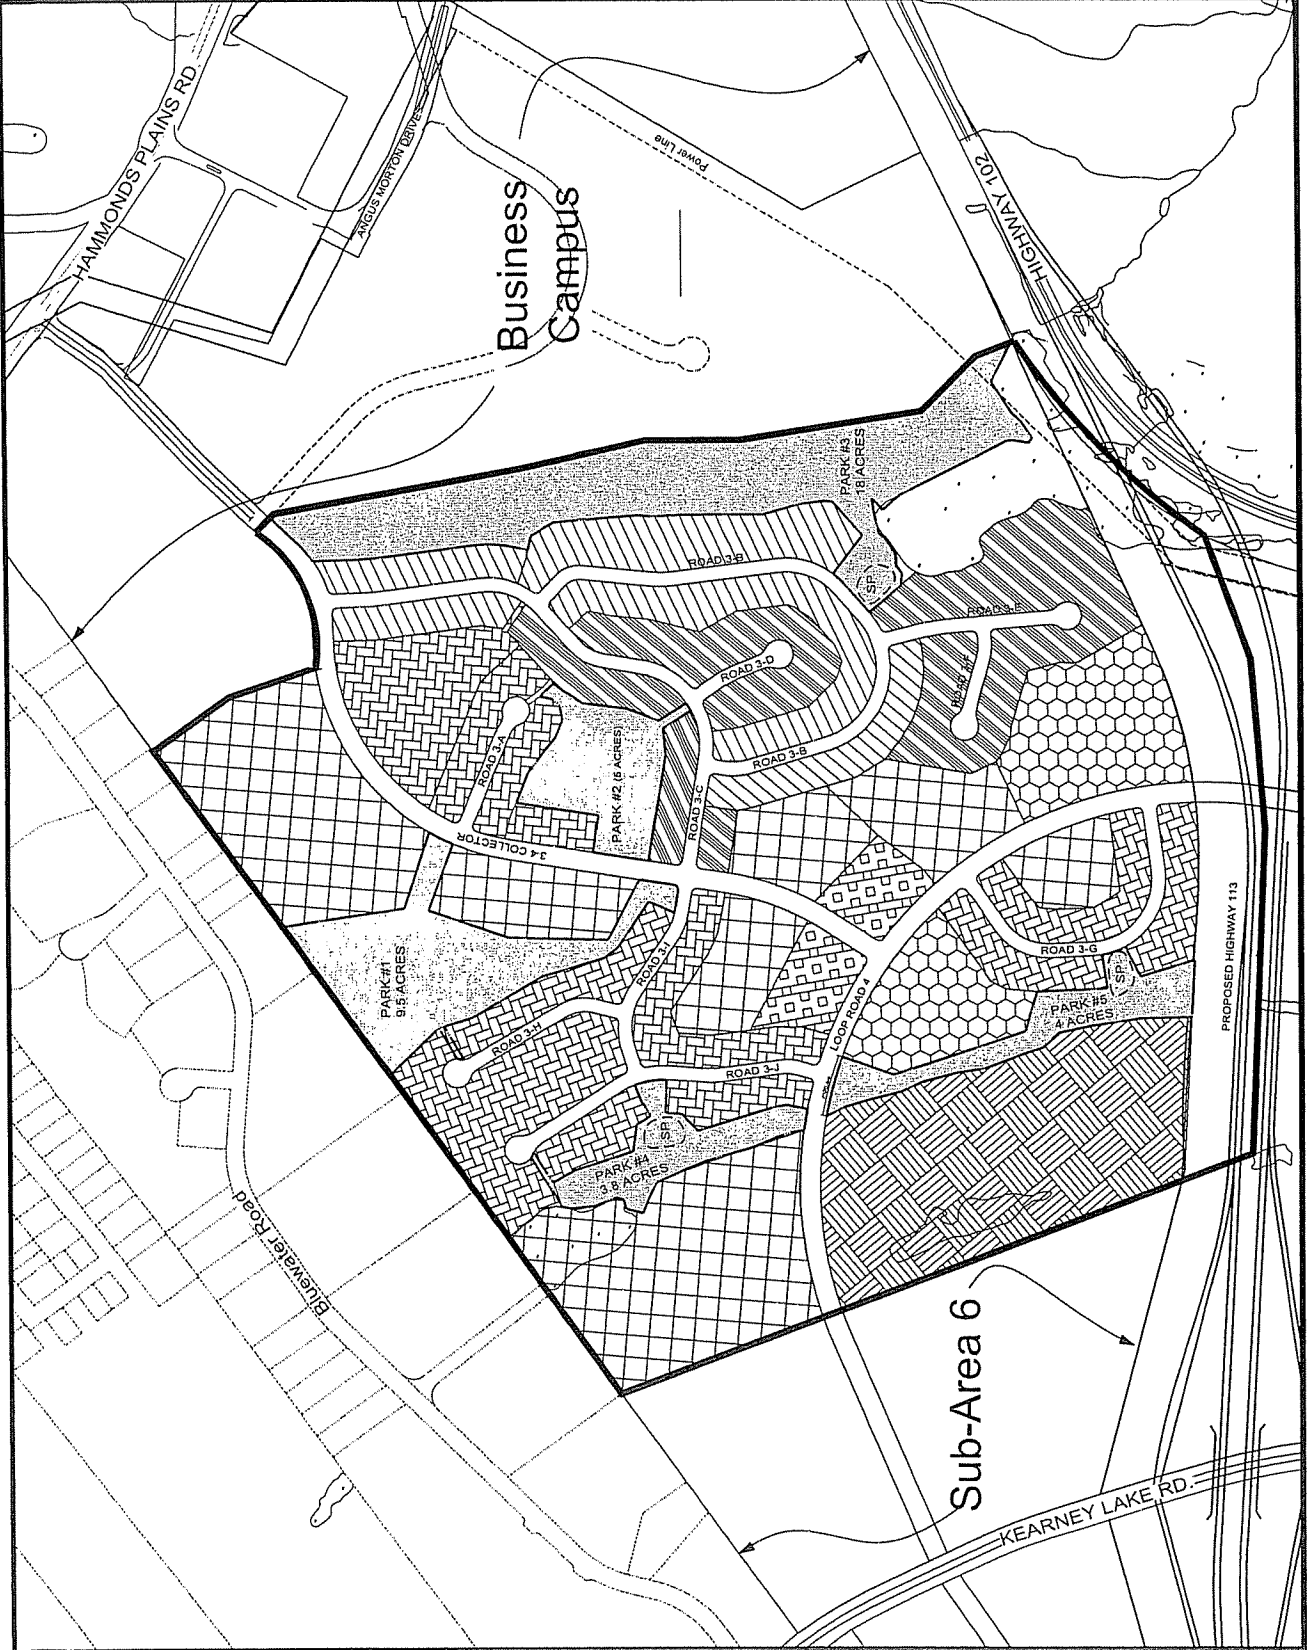 HAMMONDS PLAINS RD
ANGUS MORTON DRIVE
Power Line
Business
Campus
HIGHWAY 102
PARK #3
18 ACRES
ROAD 3-B
(SP)
ROAD 3-E
ROAD 3-F
ROAD 3-D
ROAD 3-A
PARK #2 (5 ACRES)
ROAD 3-B
ROAD 3-C
3-4 COLLECTOR
PARK #1
9.5 ACRES
ROAD 3-I
ROAD 3-H
ROAD 3-G
PROPOSED HIGHWAY 113
SP
PARK #5
4 ACRES
LOOP ROAD 4
ROAD 3-J
SP
PARK #4
3.8 ACRES
Bluewater Road
Sub-Area 6
KEARNEY LAKE RD.